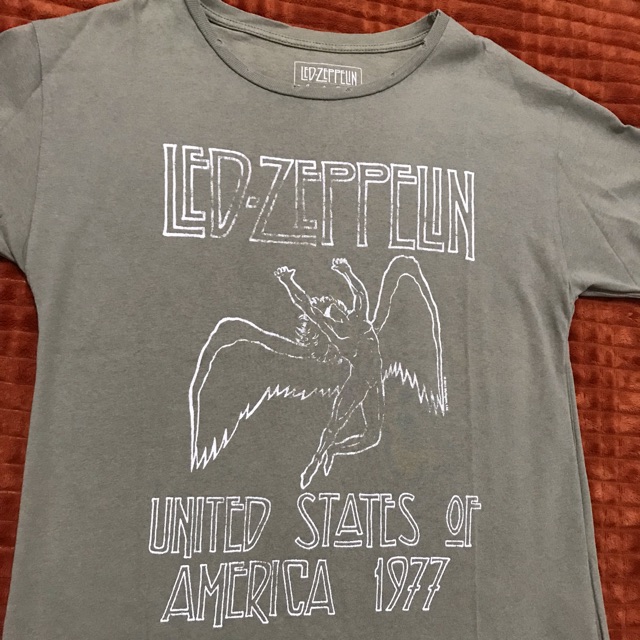 LED-ZEPPELIN
LED-ZEPPELIN
UNITED STATES OF
AMERICA 1977